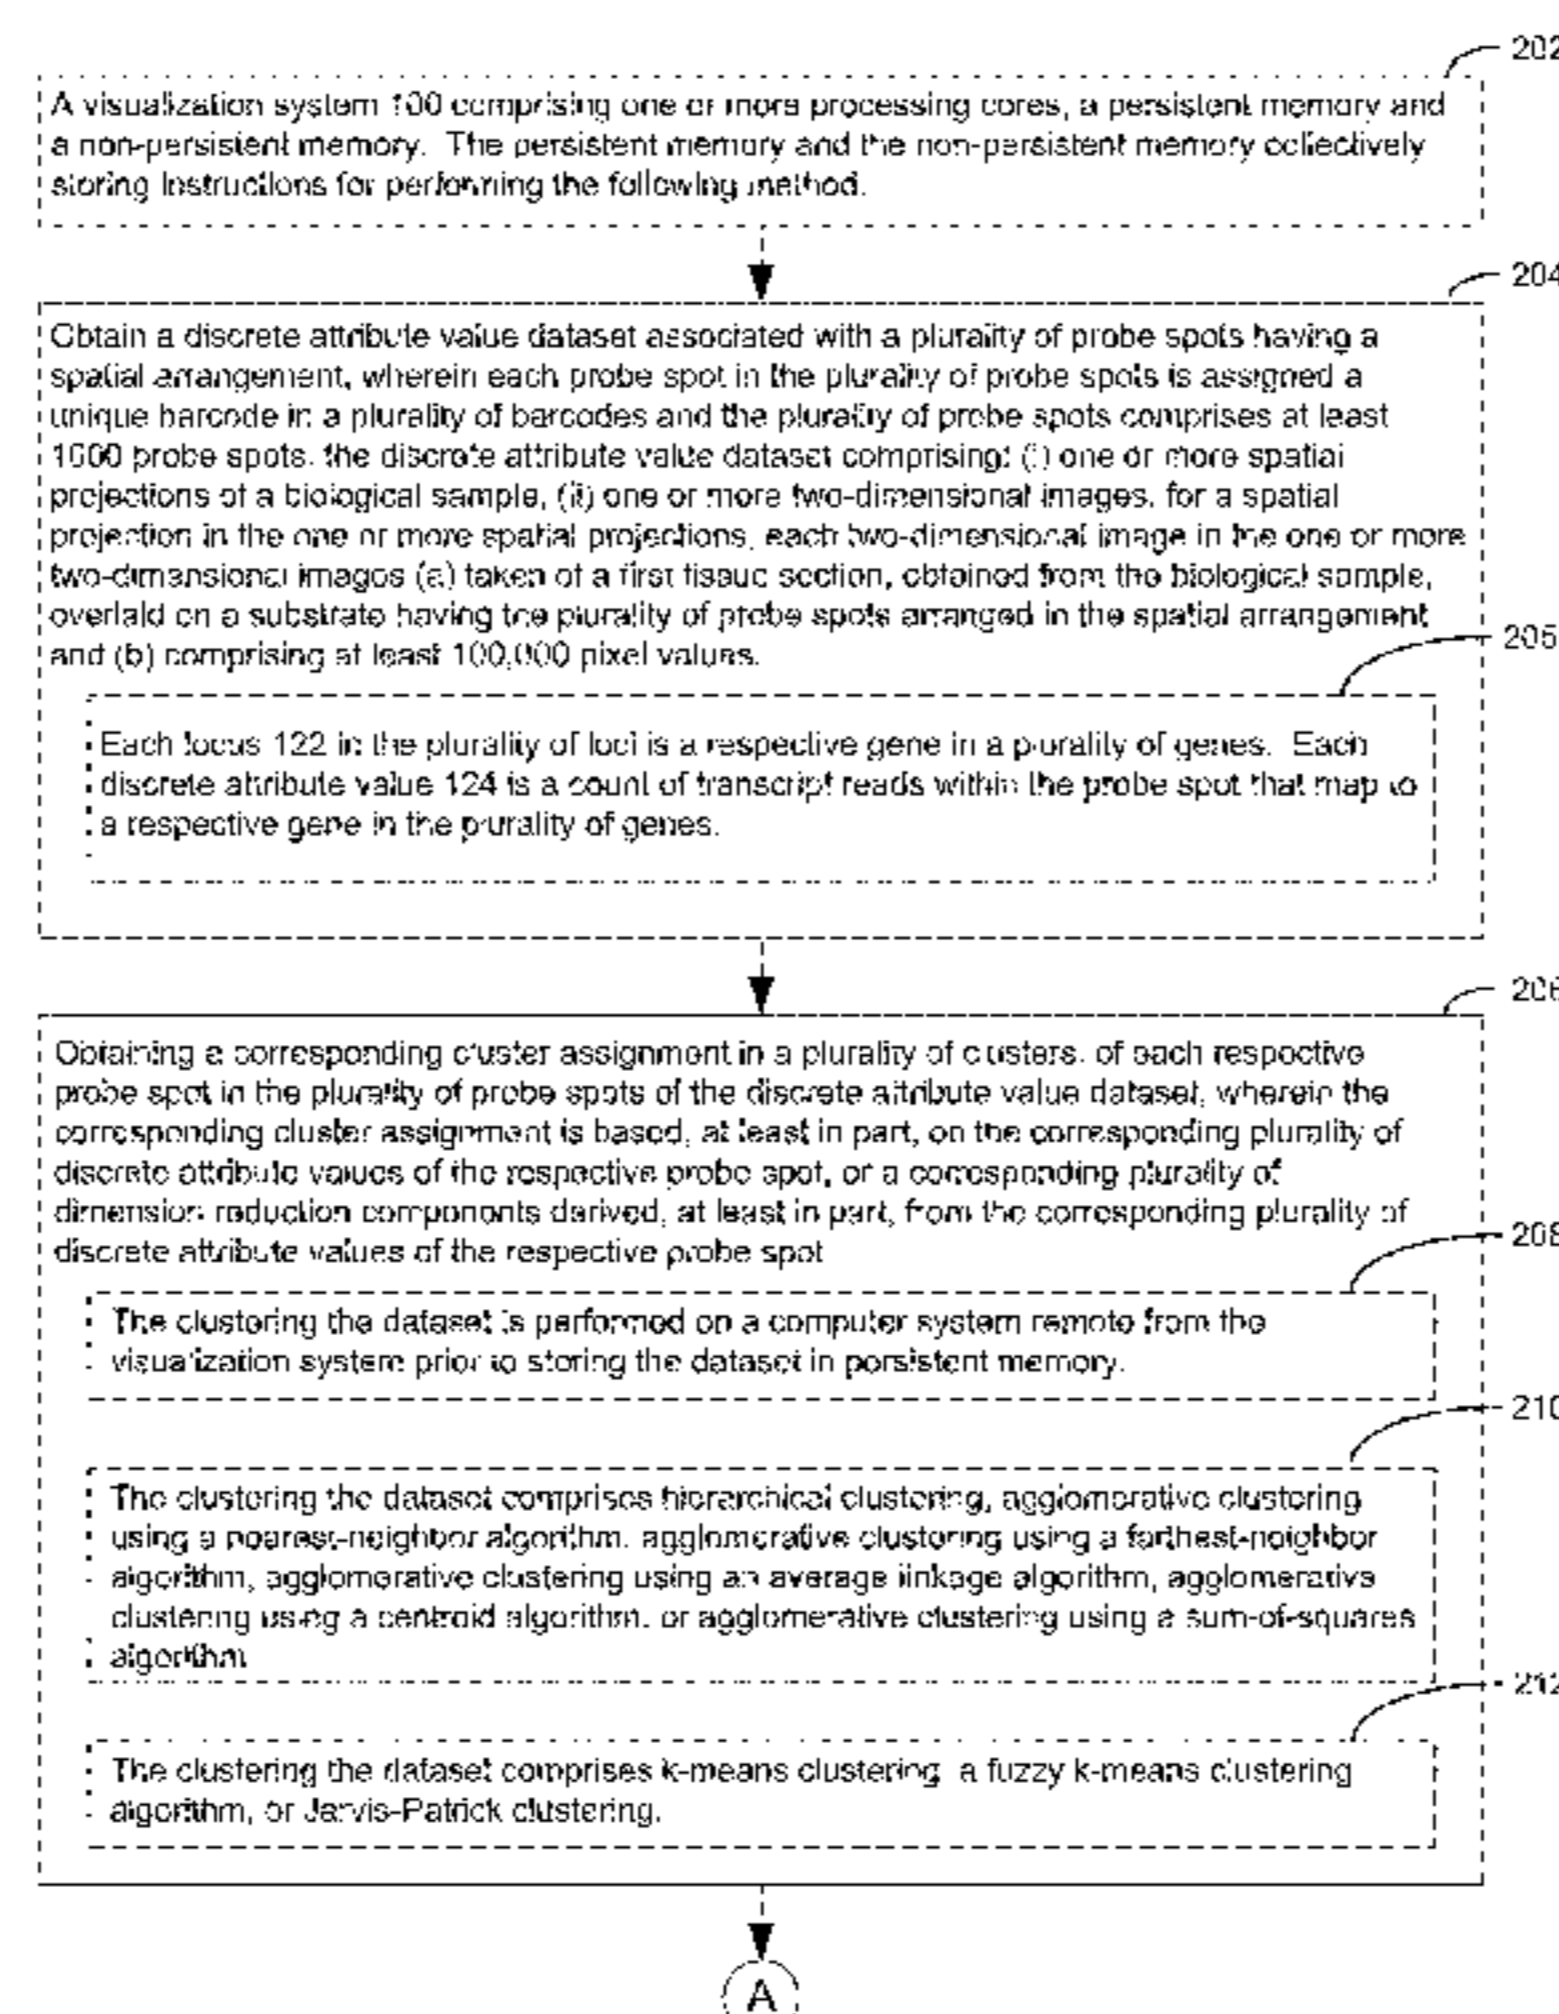 202
A visualization system 100 comprising one or more processing cores, a persistent memory and
a non-persistent memory. The persistent memory and the non-persistent memory collectively
storing instructions for performing the following method.
204
Obtain a discrete attribute value dataset associated with a plurality of probe spots having a
spatial arrangement, wherein each probe spot in the plurality of probe spots is assigned a
unique barcode in a plurality of barcodes and the plurality of probe spots comprises at least
1000 probe spots, the discrete attribute value dataset comprising: (i) one or more spatial
projections of a biological sample, (ii) one or more two-dimensional images, for a spatial
projection in the one or more spatial projections, each two-dimensional image in the one or more
two-dimensional images (a) taken of a first tissue section, obtained from the biological sample,
overlaid on a substrate having the plurality of probe spots arranged in the spatial arrangement
and (b) comprising at least 100,000 pixel values.
205
Each locus 122 in the plurality of loci is a respective gene in a plurality of genes. Each
discrete attribute value 124 is a count of transcript reads within the probe spot that map to
a respective gene in the plurality of genes.
206
Obtaining a corresponding cluster assignment in a plurality of clusters, of each respective
probe spot in the plurality of probe spots of the discrete attribute value dataset, wherein the
corresponding cluster assignment is based, at least in part, on the corresponding plurality of
discrete attribute values of the respective probe spot, or a corresponding plurality of
dimension reduction components derived, at least in part, from the corresponding plurality of
discrete attribute values of the respective probe spot
208
The clustering the dataset is performed on a computer system remote from the
visualization system prior to storing the dataset in persistent memory.
210
The clustering the dataset comprises hierarchical clustering, agglomerative clustering
using a nearest-neighbor algorithm, agglomerative clustering using a farthest-neighbor
algorithm, agglomerative clustering using an average linkage algorithm, agglomerative
clustering using a centroid algorithm, or agglomerative clustering using a sum-of-squares
algorithm
212
The clustering the dataset comprises k-means clustering, a fuzzy k-means clustering
algorithm, or Jarvis-Patrick clustering.
A